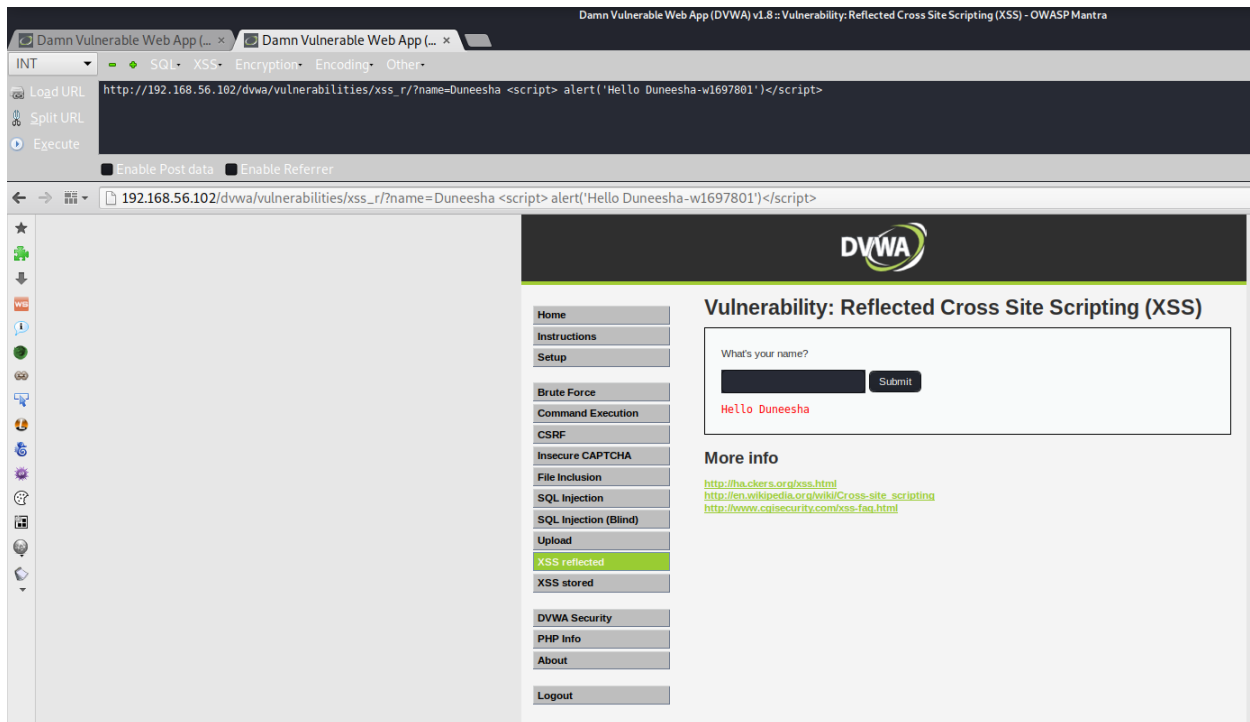 Damn Vulnerable Web App (DVWA) v1.8 :: Vulnerability: Reflected Cross Site Scripting (XSS) - OWASP Mantra
Damn Vulnerable Web App (... ×
Damn Vulnerable Web App (... ×
INT
SQL
XSS
Encryption
Encoding
Other
Load URL
http://192.168.56.102/dvwa/vulnerabilities/xss_r/?name=Duneesha <script> alert('Hello Duneesha-w1697801')</script>
Split URL
Execute
Enable Post data
Enable Referrer
192.168.56.102/dvwa/vulnerabilities/xss_r/?name=Duneesha <script> alert('Hello Duneesha-w1697801')</script>
WS
DVWA
Home
Instructions
Setup
Brute Force
Command Execution
CSRF
Insecure CAPTCHA
File Inclusion
SQL Injection
SQL Injection (Blind)
Upload
XSS reflected
XSS stored
DVWA Security
PHP Info
About
Logout
Vulnerability: Reflected Cross Site Scripting (XSS)
What's your name?
Submit
Hello Duneesha
More info
http://ha.ckers.org/xss.html
http://en.wikipedia.org/wiki/Cross-site_scripting
http://www.cgisecurity.com/xss-faq.html